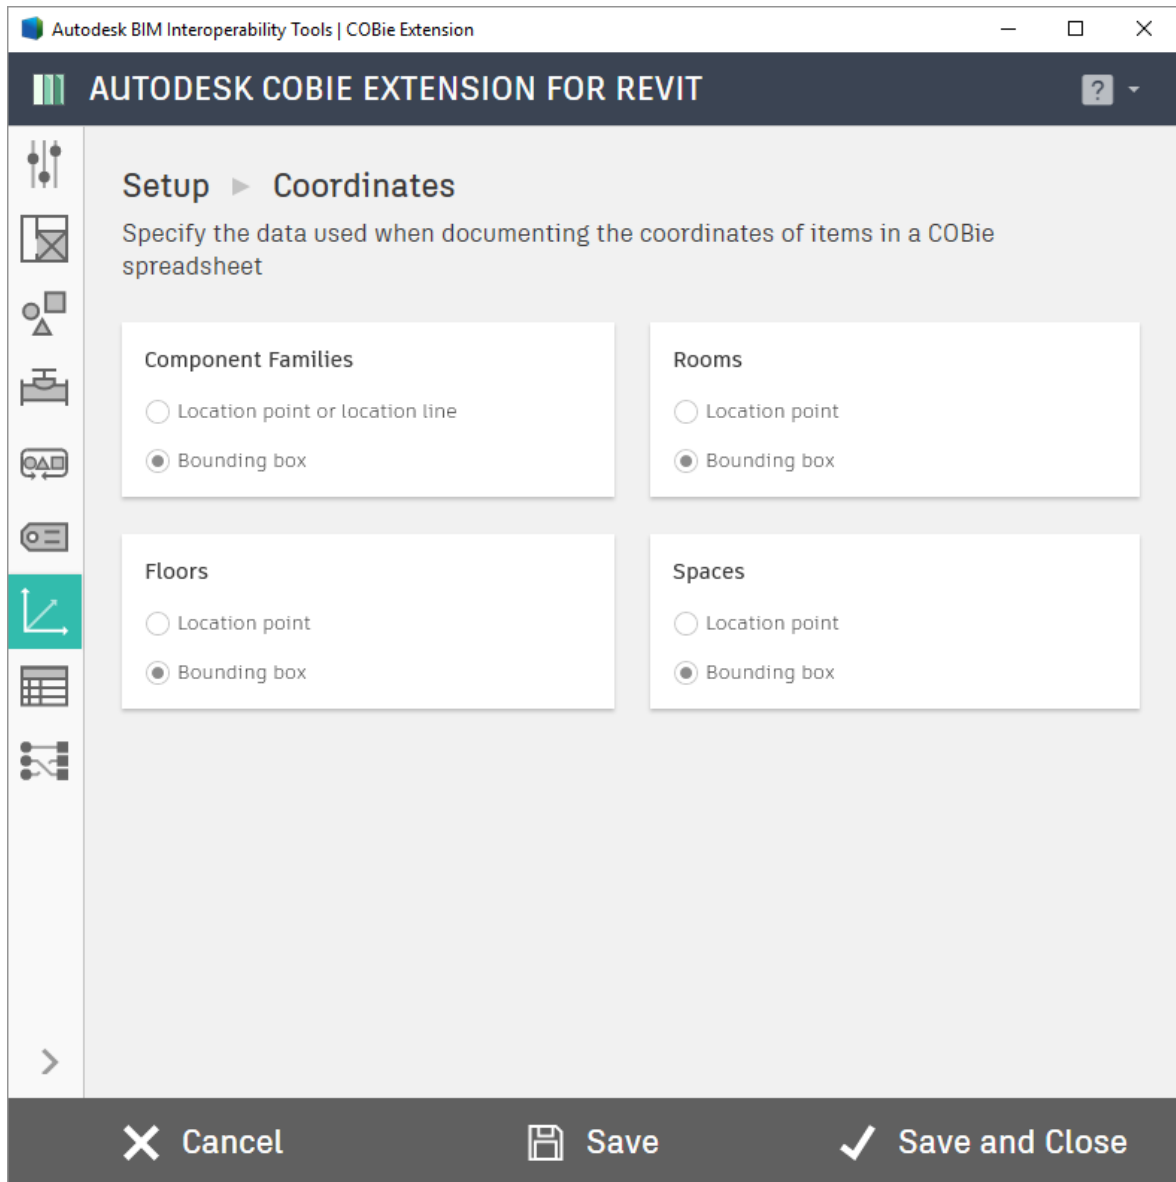 Autodesk BIM Interoperability Tools | COBie Extension
AUTODESK COBIE EXTENSION FOR REVIT
?
Setup Coordinates
Specify the data used when documenting the coordinates of items in a COBie
spreadsheet
Component Families
Location point or location line
Bounding box
Rooms
Location point
Bounding box
Floors
Location point
Bounding box
Spaces
Location point
Bounding box
Cancel
Save
Save and Close